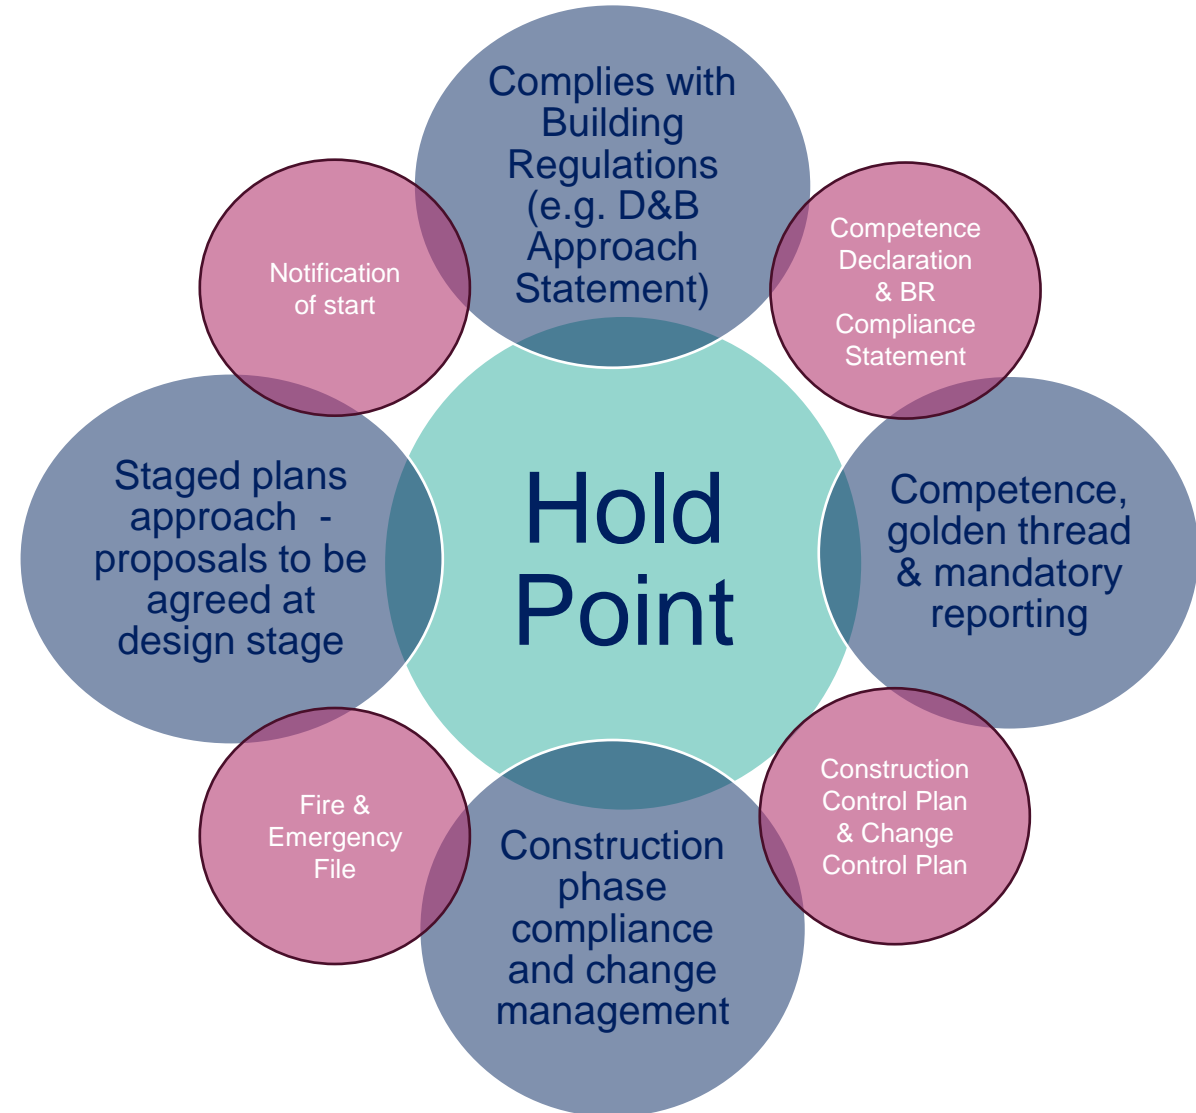 Complies with
Building
Regulations
(e.g. D&B
Approach
Statement)
Notification
of start
Competence
Declaration
& BR
Compliance
Statement
Staged plans
approach  -
proposals to be
agreed at
design stage
Hold
Point
Competence,
golden thread
& mandatory
reporting
Fire &
Emergency
File
Construction
phase
compliance
and change
management
Construction
Control Plan
& Change
Control Plan